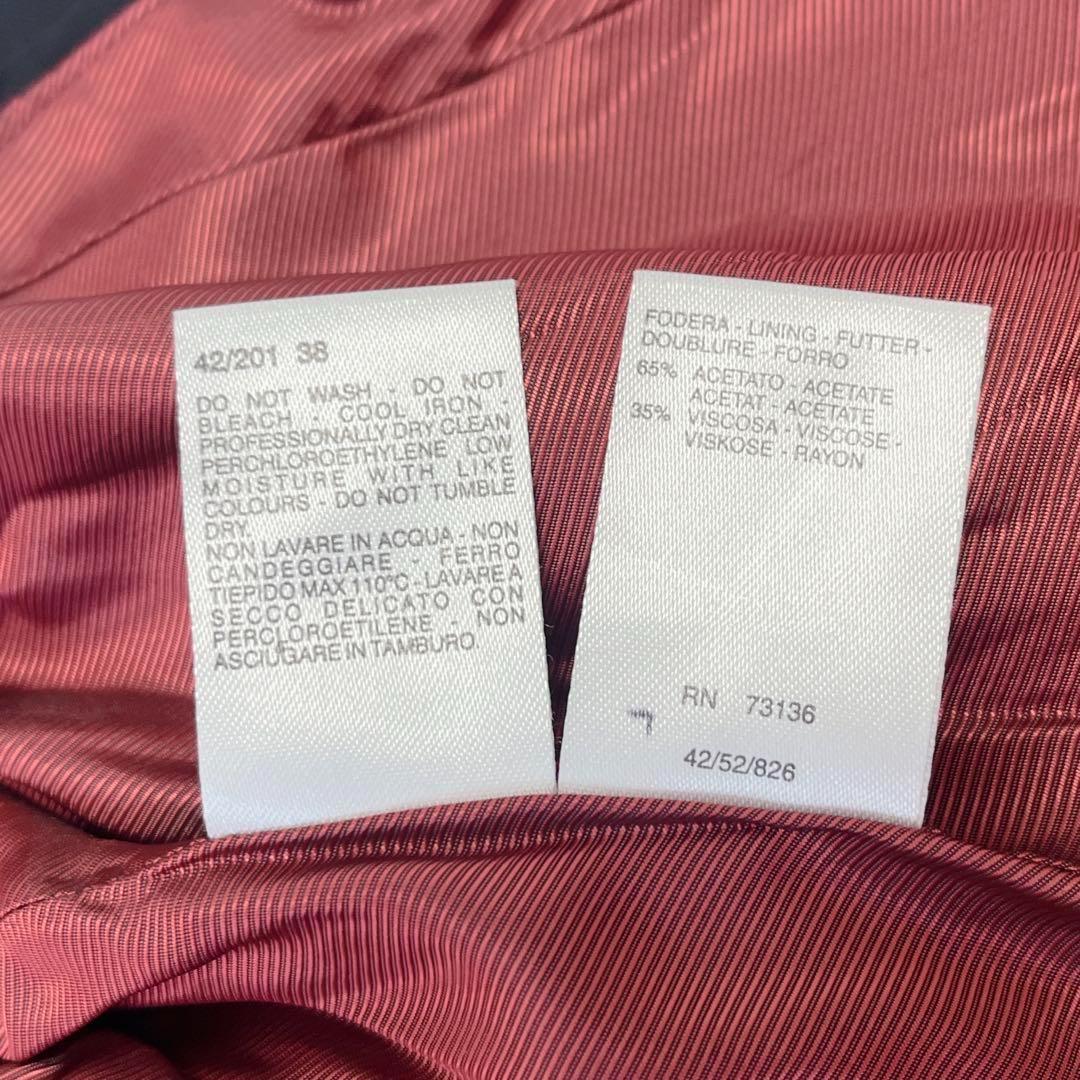 42/201 38
DO NOT WASH - DO NOT
BLEACH - COOL IRON -
PROFESSIONALLY DRY CLEAN
PERCHLOROETHYLENE LOW
MOISTURE WITH LIKE
COLOURS - DO NOT TUMBLE
DRY.
NON LAVARE IN ACQUA - NON
CANDEGGIARE - FERRO
TIEPIDO MAX 110°C - LAVARE A
SECCO DELICATO CON
PERCLOROETILENE - NON
ASCIUGARE IN TAMBURO.
FODERA - LINING - FUTTER -
DOUBLURE - FORRO
65% ACETATO - ACETATE
ACETAT - ACETATE
35% VISCOSA - VISCOSE -
VISKOSE - RAYON
RN 73136
42/52/826